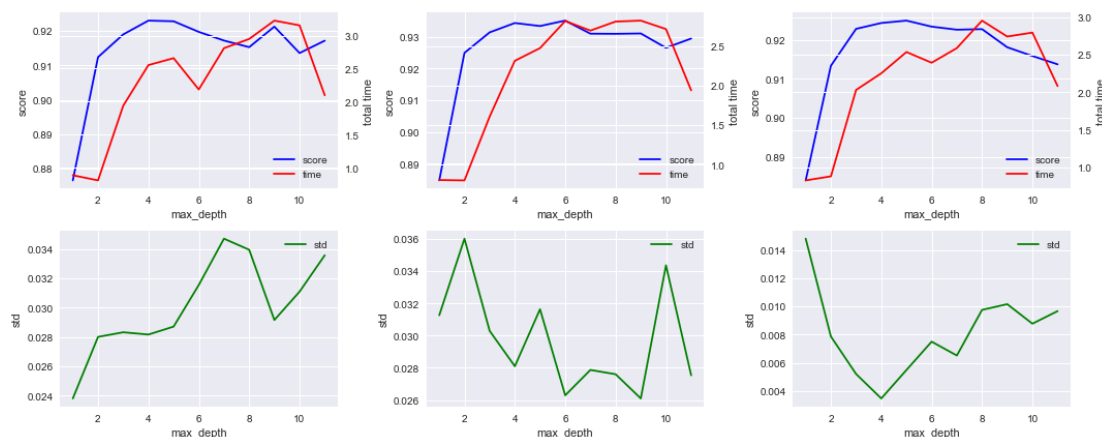 0.92
0.91
0.90
0.89
0.88
score
3.0
2.5
2.0
1.5
1.0
total time
score
time
2 4 6 8 10
max_depth
0.93
0.92
0.91
0.90
0.89
score
2.5
2.0
1.5
1.0
total time
score
time
2 4 6 8 10
max_depth
0.92
0.91
0.90
0.89
score
3.0
2.5
2.0
1.5
1.0
total time
score
time
2 4 6 8 10
max_depth
0.034
0.032
0.030
0.028
0.026
0.024
std
std
2 4 6 8 10
max_depth
0.036
0.034
0.032
0.030
0.028
0.026
std
std
2 4 6 8 10
max_depth
0.014
0.012
0.010
0.008
0.006
0.004
std
std
2 4 6 8 10
max_depth